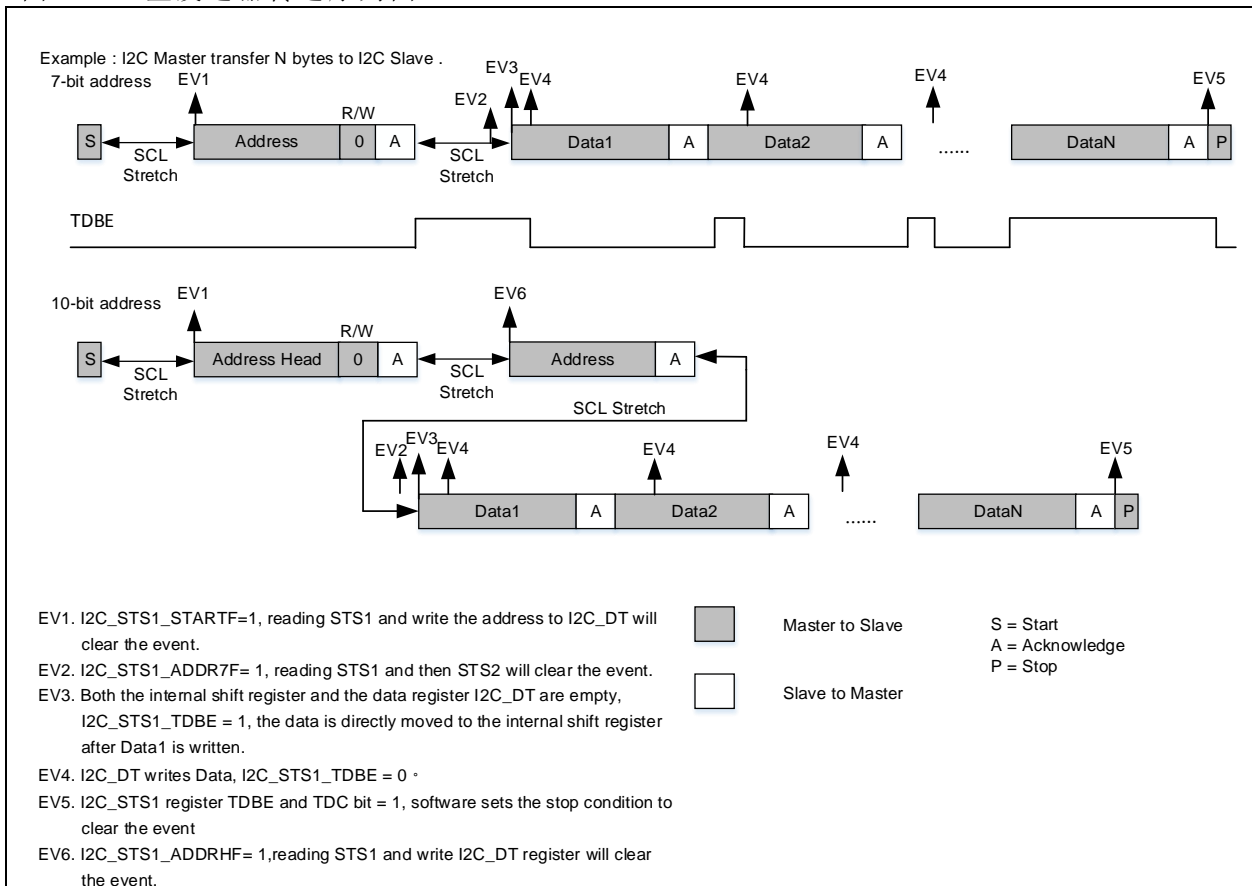 Example : I2C Master transfer N bytes to I2C Slave .
7-bit address
EV1
EV2
EV3
EV4
EV4
EV4
EV5
R/W
S
Address
0
A
Data1
A
Data2
A
......
DataN
A
P
SCL
Stretch
SCL
Stretch
TDBE
10-bit address
EV1
EV6
R/W
S
Address Head
0
A
Address
A
SCL
Stretch
SCL
Stretch
SCL Stretch
EV2
EV3
EV4
EV4
EV4
EV5
Data1
A
Data2
A
......
DataN
A
P
EV1. I2C_STS1_STARTF=1, reading STS1 and write the address to I2C_DT will
clear the event.
EV2. I2C_STS1_ADDR7F= 1, reading STS1 and then STS2 will clear the event.
EV3. Both the internal shift register and the data register I2C_DT are empty,
I2C_STS1_TDBE = 1, the data is directly moved to the internal shift register
after Data1 is written.
EV4. I2C_DT writes Data, I2C_STS1_TDBE = 0。
EV5. I2C_STS1 register TDBE and TDC bit = 1, software sets the stop condition to
clear the event
EV6. I2C_STS1_ADDRHF= 1,reading STS1 and write I2C_DT register will clear
the event.
Master to Slave
Slave to Master
S = Start
A = Acknowledge
P = Stop